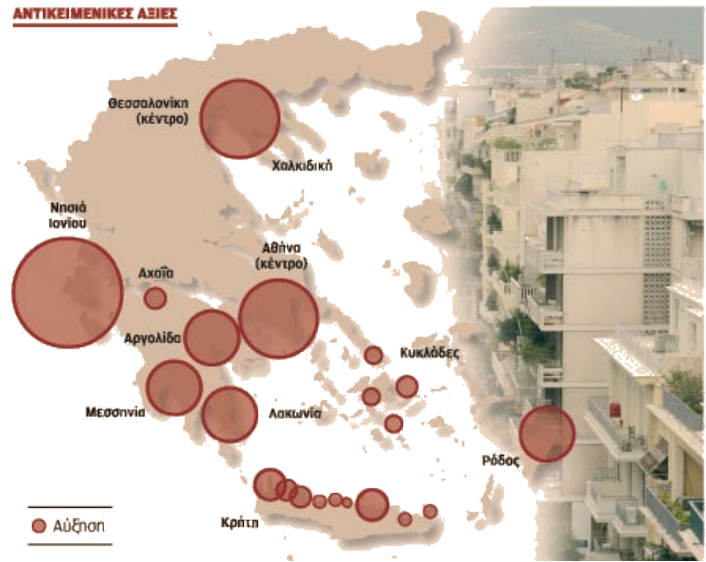 ΑΝΤΙΚΕΙΜΕΝΙΚΕΣ ΑΞΙΕΣ
Θεσσαλονίκη
(κέντρο)
Χαλκιδική
Νησιά
Ιονίου
Αθήνα
(κέντρο)
Αχαΐα
Αργολίδα
Κυκλάδες
Μεσσηνία
Λακωνία
Ρόδος
Κρήτη
Αύξηση